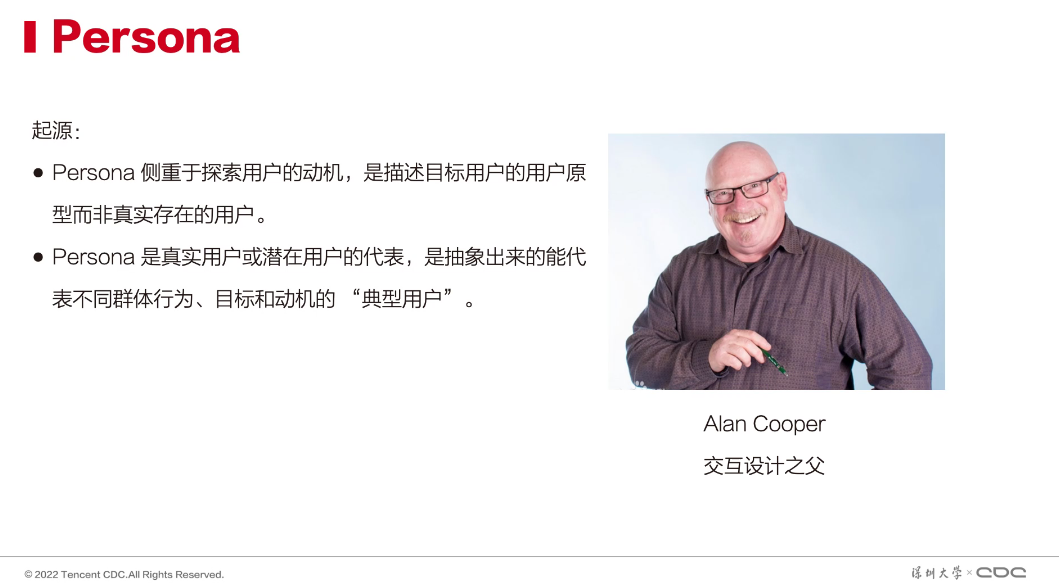 Persona
起源：
● Persona 侧重于探索用户的动机，是描述目标用户的用户原
型而非真实存在的用户。
● Persona 是真实用户或潜在用户的代表，是抽象出来的能代
表不同群体行为、目标和动机的 “典型用户” 。
Alan Cooper
交互设计之父
© 2022 Tencent CDC.All Rights Reserved.
深圳大学 × CDC